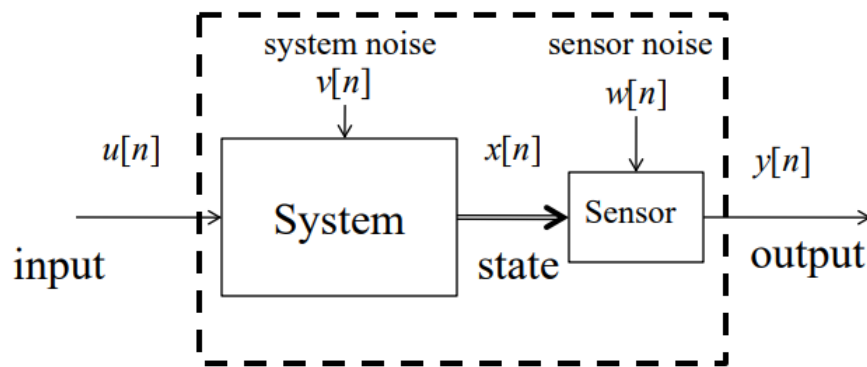 system noise
v[n]
sensor noise
w[n]
u[n]
x[n]
y[n]
System
Sensor
input
state
output